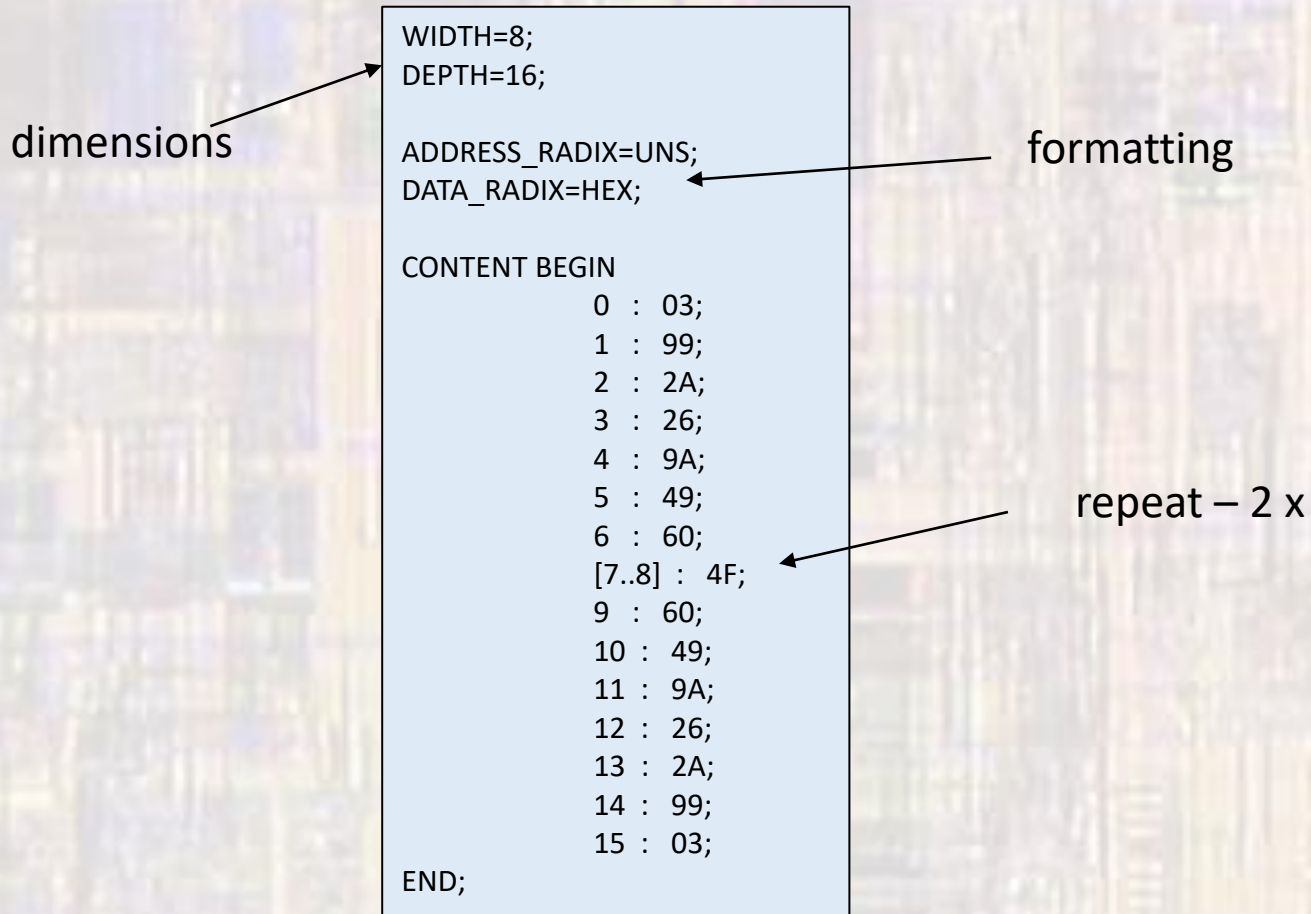 WIDTH=8;
DEPTH=16;
dimensions
ADDRESS_RADIX=UNS;
DATA_RADIX=HEX;
formatting
CONTENT BEGIN
0 : 03;
1 : 99;
2 : 2A;
3 : 26;
4 : 9A;
5 : 49;
6 : 60;
[7..8] : 4F;
repeat – 2 x
9 : 60;
10 : 49;
11 : 9A;
12 : 26;
13 : 2A;
14 : 99;
15 : 03;
END;